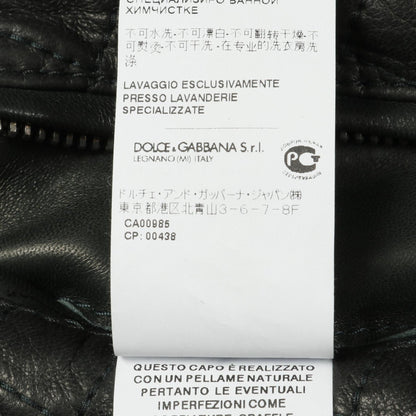 СПЕЦИАЛИЗИРОВАННОЙ
ХИМЧИСТКЕ
不可水洗·不可漂白·不可翻转干燥·不
可熨烫·不可干洗·在专业的洗衣房洗
涤
LAVAGGIO ESCLUSIVAMENTE
PRESSO LAVANDERIE
SPECIALIZZATE
DOLCE&GABBANA S.r.l.
LEGNANO (MI) ITALY
PCT
ドルチェ・アンド・ガッバーナ・ジャパン㈱
東京都港区北青山3-6-7-8F
CA00985
CP: 00438
QUESTO CAPO È REALIZZATO
CON UN PELLAME NATURALE
PERTANTO LE EVENTUALI
IMPERFEZIONI COME